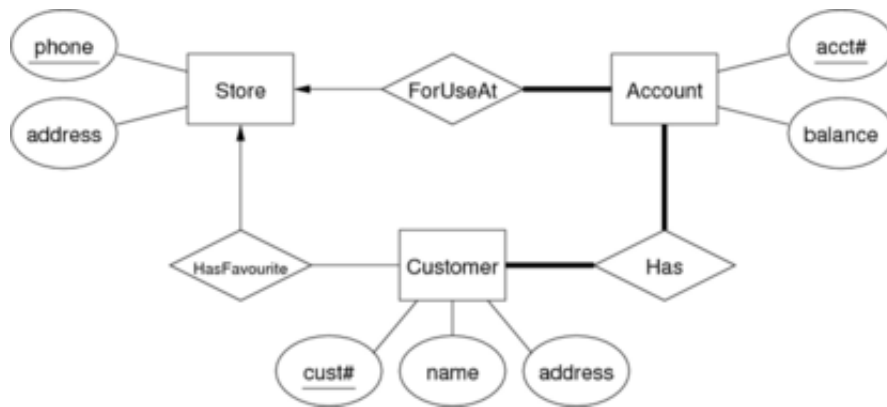 phone
acct#
Store
ForUseAt
Account
address
balance
HasFavourite
Customer
Has
cust#
name
address